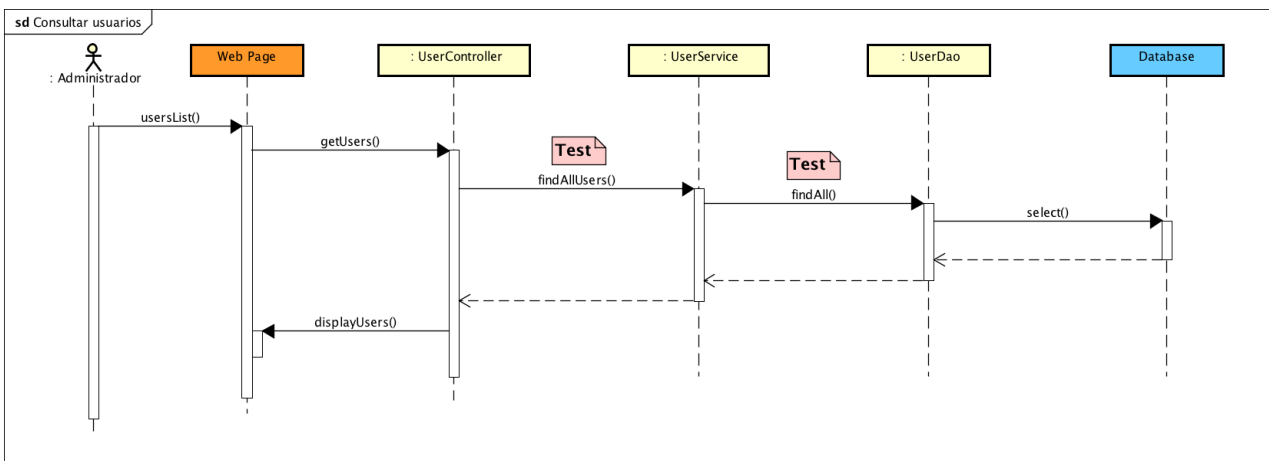 sd Consultar usuarios
: Administrador
Web Page
: UserController
: UserService
: UserDao
Database
usersList()
getUsers()
Test
findAllUsers()
Test
findAll()
select()
displayUsers()